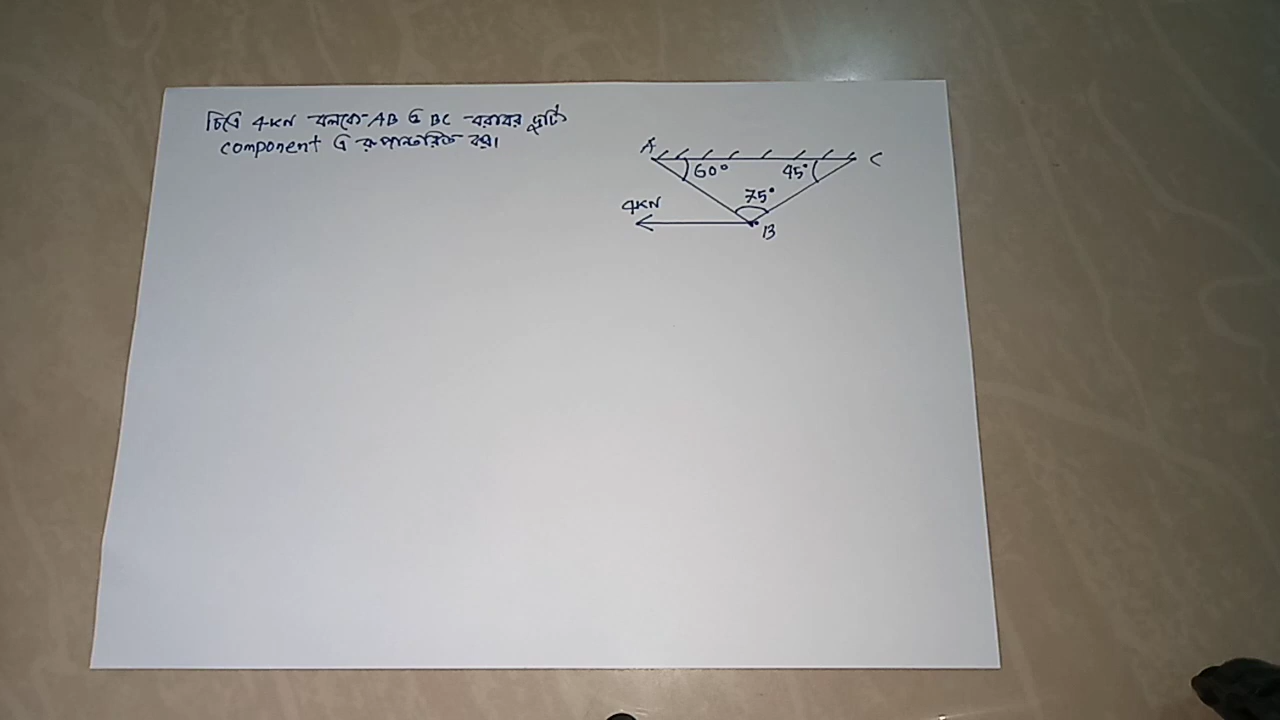 চিত্রে 4KN বলকে AB ও BC বরাবর দুটি
component এ রূপান্তরিত কর।
A
C
60°
45°
75°
4KN
B